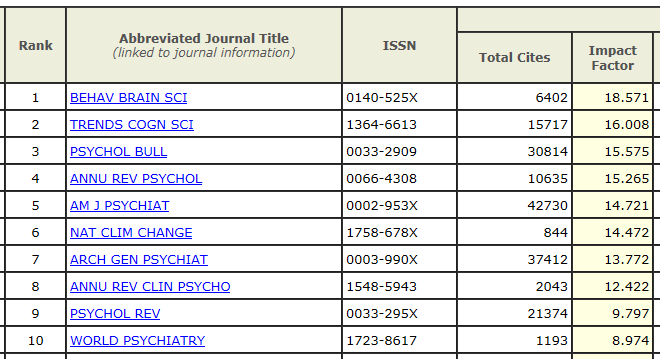 Rank Abbreviated Journal Title ISSN
(linked to journal information)
Total Cites Impact Factor
1 BEHAV BRAIN SCI 0140-525X 6402 18.571
2 TRENDS COGN SCI 1364-6613 15717 16.008
3 PSYCHOL BULL 0033-2909 30814 15.575
4 ANNU REV PSYCHOL 0066-4308 10635 15.265
5 AM J PSYCHIAT 0002-953X 42730 14.721
6 NAT CLIM CHANGE 1758-678X 844 14.472
7 ARCH GEN PSYCHIAT 0003-990X 37412 13.772
8 ANNU REV CLIN PSYCHO 1548-5943 2043 12.422
9 PSYCHOL REV 0033-295X 21374 9.797
10 WORLD PSYCHIATRY 1723-8617 1193 8.974